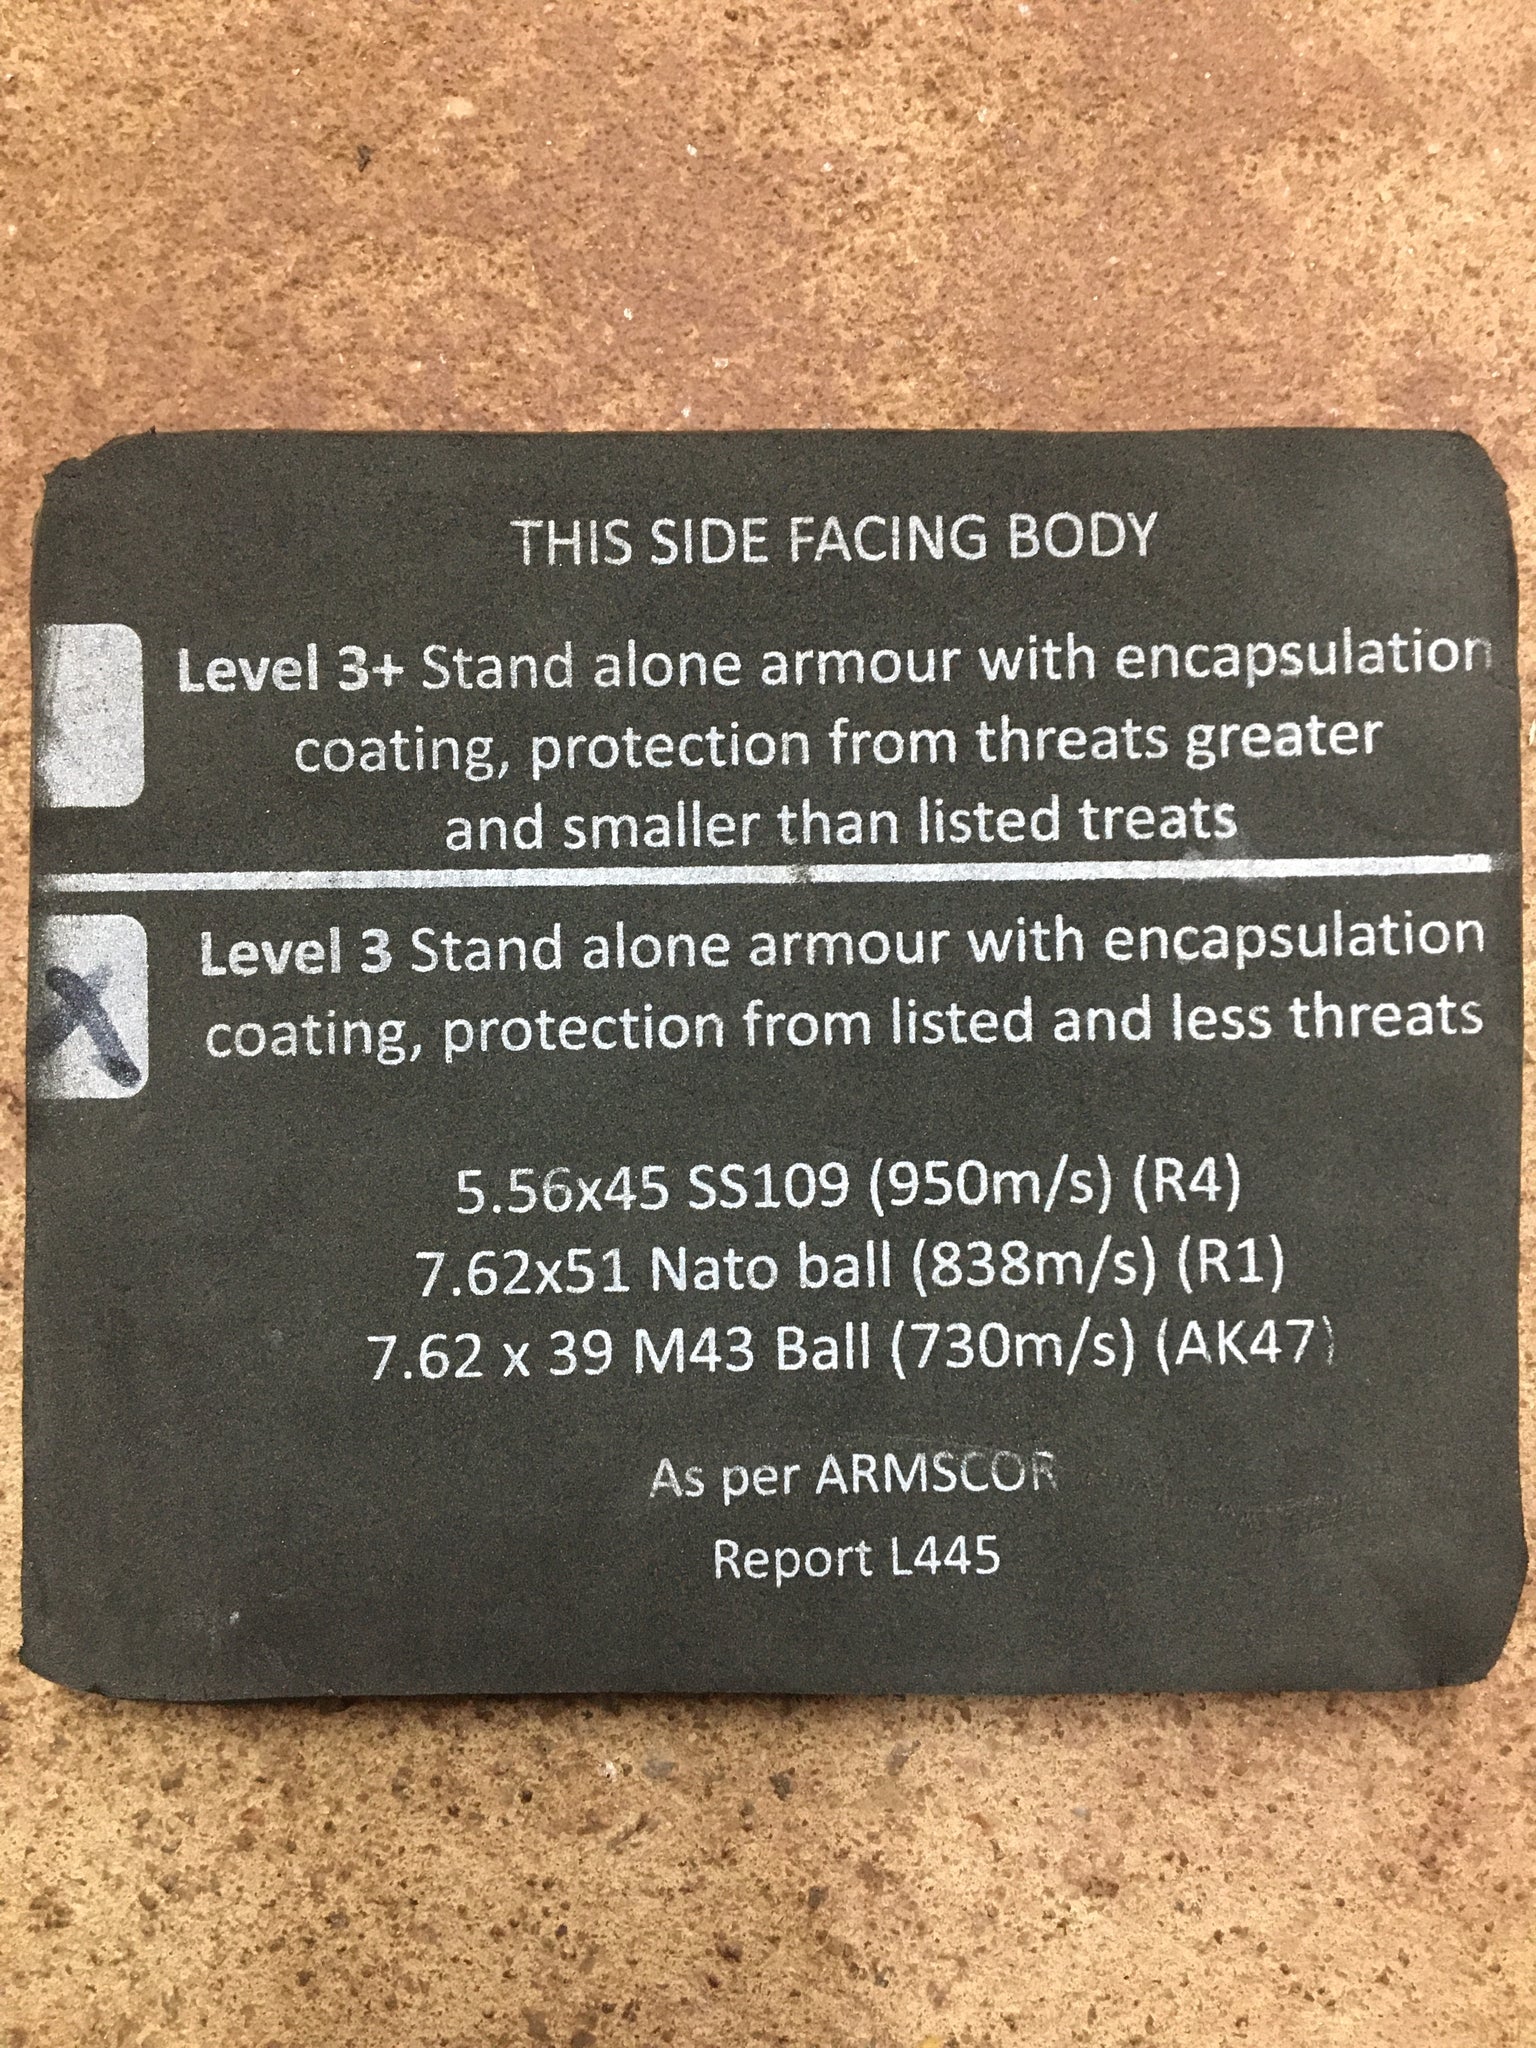 THIS SIDE FACING BODY
Level 3+ Stand alone armour with encapsulation
coating, protection from threats greater
and smaller than listed treats
Level 3 Stand alone armour with encapsulation
coating, protection from listed and less threats
5.56x45 SS109 (950m/s) (R4)
7.62x51 Nato ball (838m/s) (R1)
7.62 x 39 M43 Ball (730m/s) (AK47)
As per ARMSCOR
Report L445